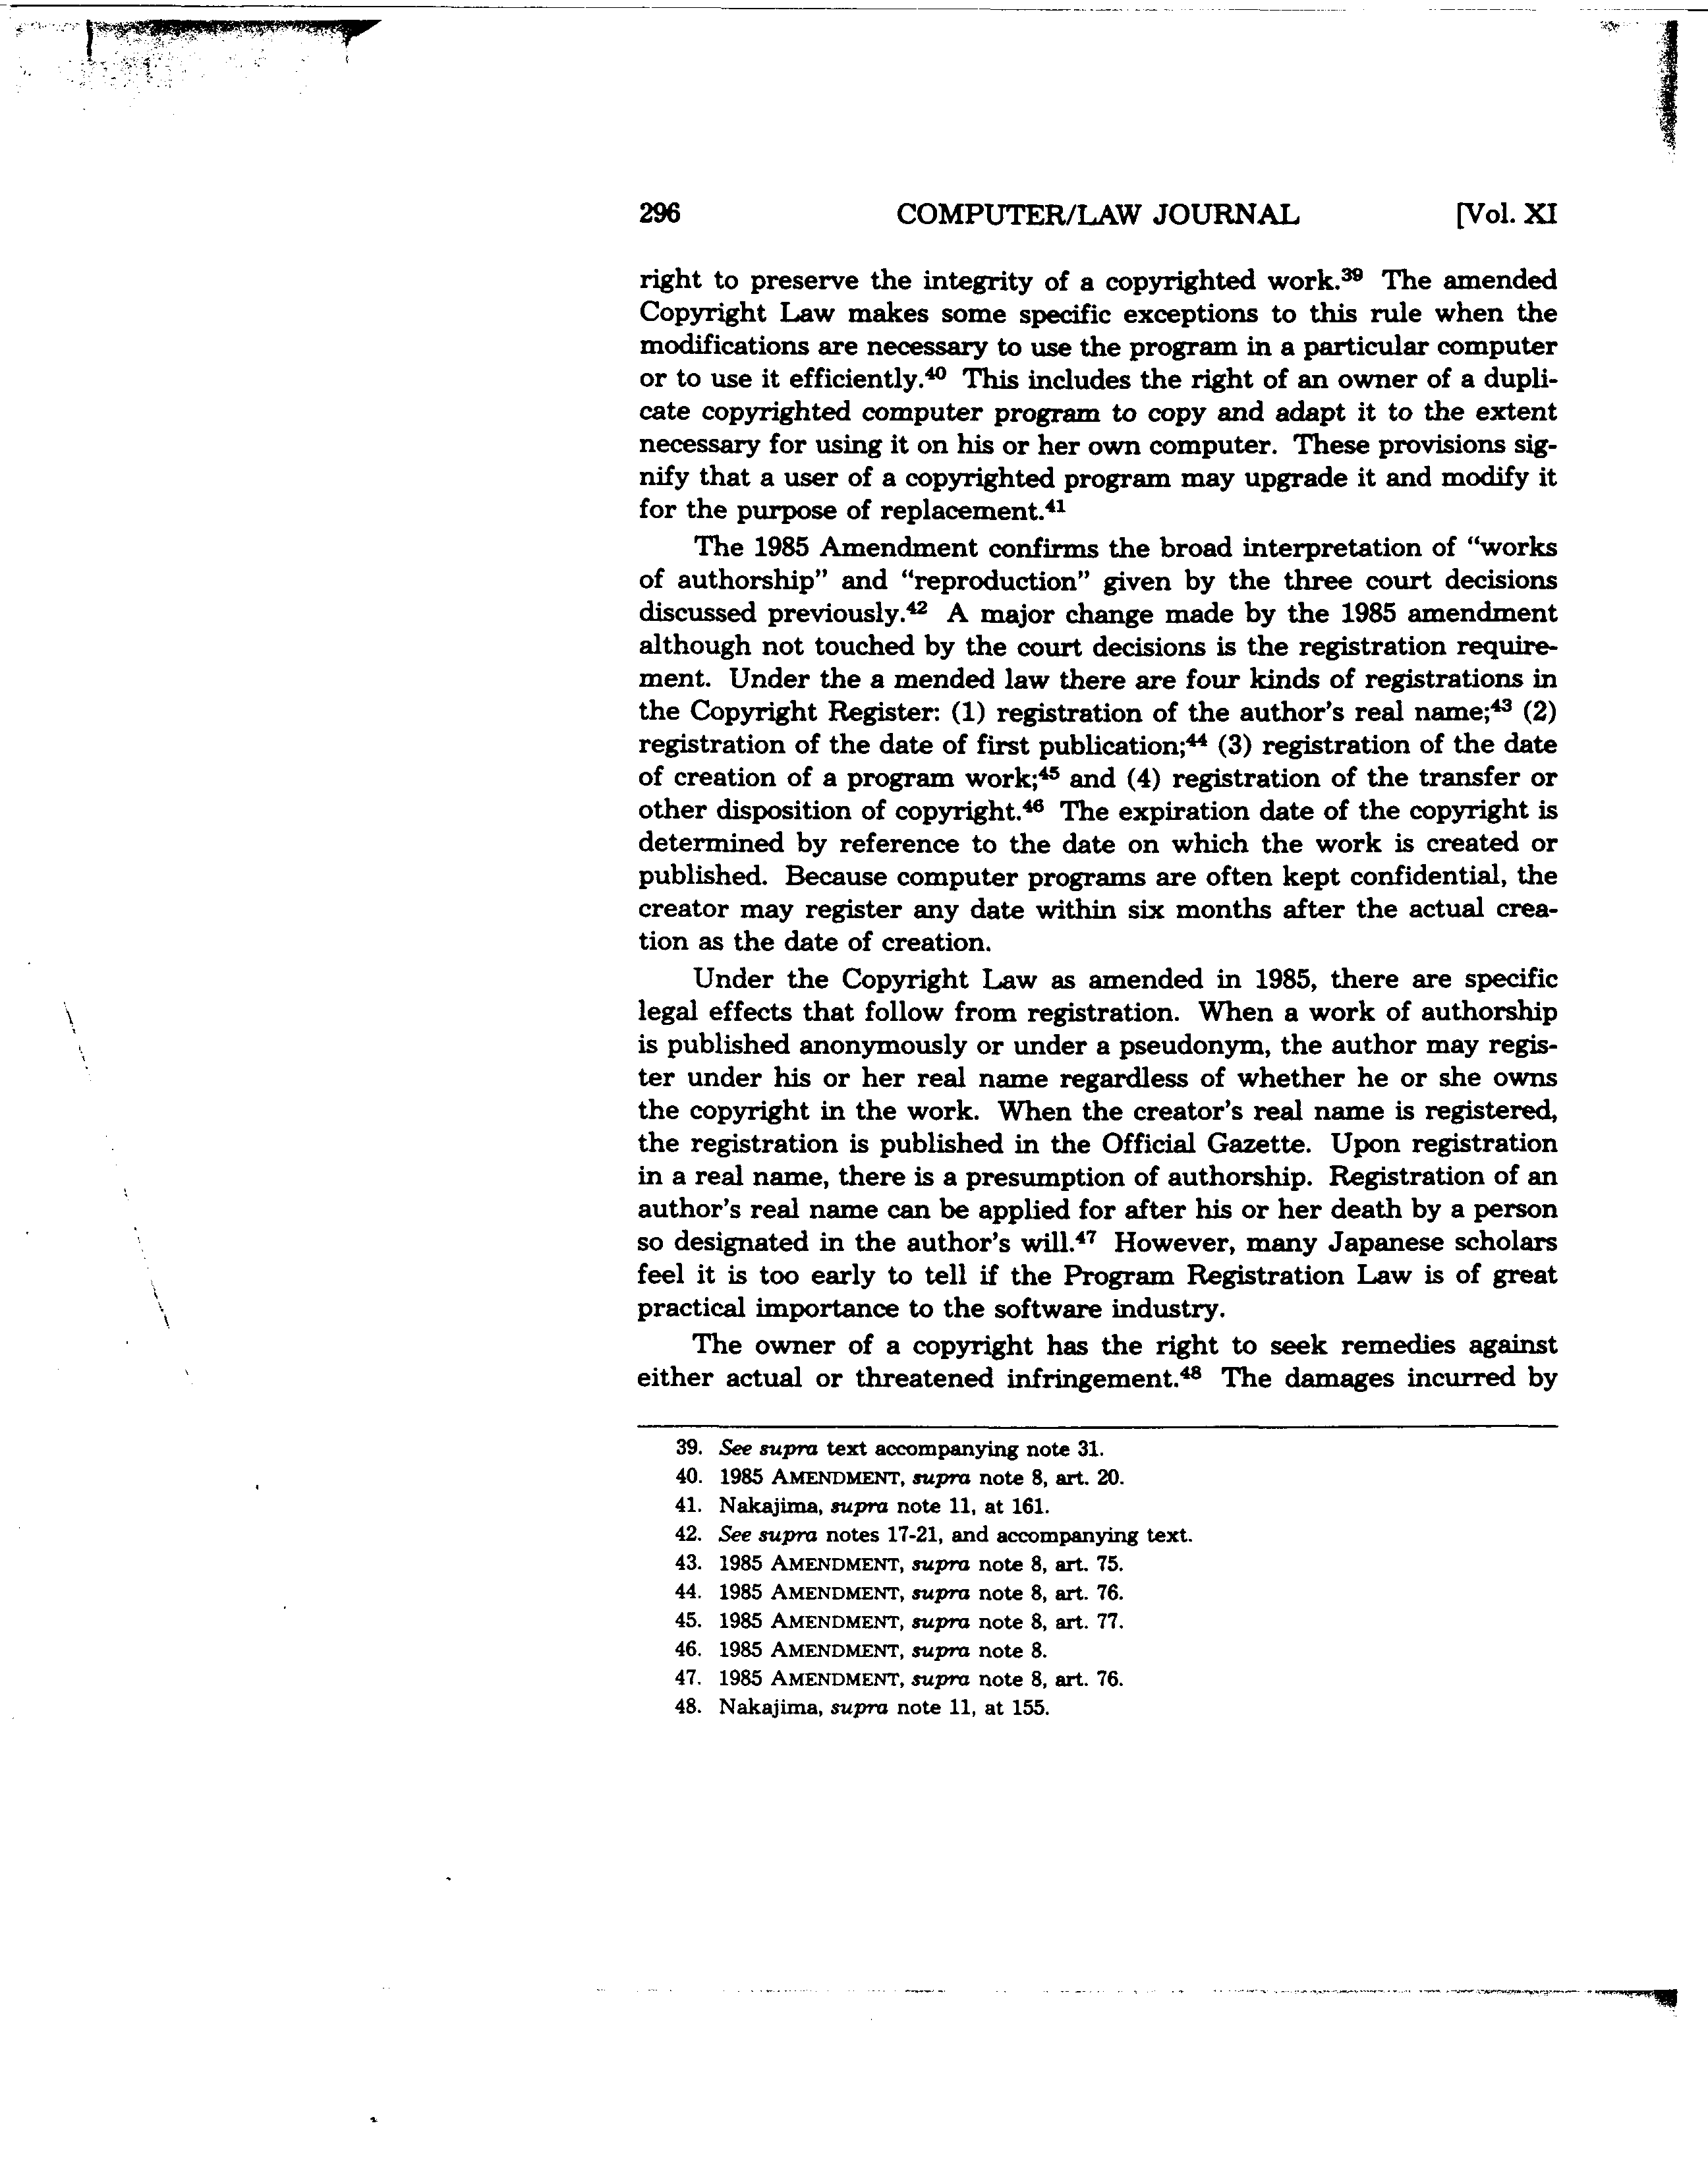 296 COMPUTER/LAW JOURNAL [Vol. XI
right to preserve the integrity of a copyrighted work.39 The amended
Copyright Law makes some specific exceptions to this rule when the
modifications are necessary to use the program in a particular computer
or to use it efficiently.40 This includes the right of an owner of a dupli-
cate copyrighted computer program to copy and adapt it to the extent
necessary for using it on his or her own computer. These provisions sig-
nify that a user of a copyrighted program may upgrade it and modify it
for the purpose of replacement.41
The 1985 Amendment confirms the broad interpretation of “works
of authorship” and “reproduction” given by the three court decisions
discussed previously.42 A major change made by the 1985 amendment
although not touched by the court decisions is the registration require-
ment. Under the a mended law there are four kinds of registrations in
the Copyright Register: (1) registration of the author's real name;43 (2)
registration of the date of first publication;44 (3) registration of the date
of creation of a program work;45 and (4) registration of the transfer or
other disposition of copyright.46 The expiration date of the copyright is
determined by reference to the date on which the work is created or
published. Because computer programs are often kept confidential, the
creator may register any date within six months after the actual crea-
tion as the date of creation.
Under the Copyright Law as amended in 1985, there are specific
legal effects that follow from registration. When a work of authorship
is published anonymously or under a pseudonym, the author may regis-
ter under his or her real name regardless of whether he or she owns
the copyright in the work. When the creator's real name is registered,
the registration is published in the Official Gazette. Upon registration
in a real name, there is a presumption of authorship. Registration of an
author's real name can be applied for after his or her death by a person
so designated in the author's will.47 However, many Japanese scholars
feel it is too early to tell if the Program Registration Law is of great
practical importance to the software industry.
The owner of a copyright has the right to seek remedies against
either actual or threatened infringement.48 The damages incurred by
39. See supra text accompanying note 31.
40. 1985 AMENDMENT, supra note 8, art. 20.
41. Nakajima, supra note 11, at 161.
42. See supra notes 17-21, and accompanying text.
43. 1985 AMENDMENT, supra note 8, art. 75.
44. 1985 AMENDMENT, supra note 8, art. 76.
45. 1985 AMENDMENT, supra note 8, art. 77.
46. 1985 AMENDMENT, supra note 8.
47. 1985 AMENDMENT, supra note 8, art. 76.
48. Nakajima, supra note 11, at 155.